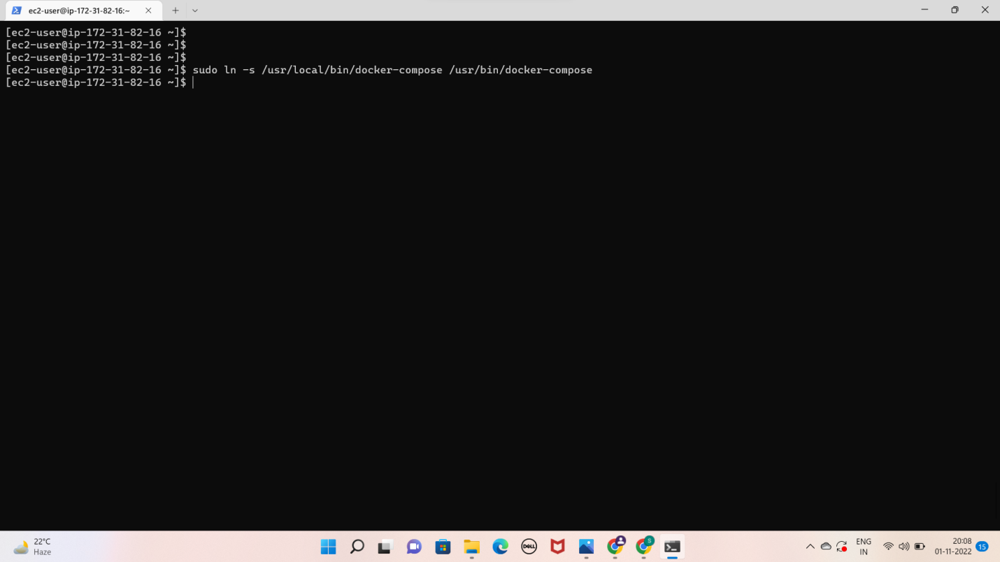 ec2-user@ip-172-31-82-16:~
[ec2-user@ip-172-31-82-16 ~]$
[ec2-user@ip-172-31-82-16 ~]$
[ec2-user@ip-172-31-82-16 ~]$
[ec2-user@ip-172-31-82-16 ~]$ sudo ln -s /usr/local/bin/docker-compose /usr/bin/docker-compose
[ec2-user@ip-172-31-82-16 ~]$
22°C
Haze
DELL
S
ENG
IN
20:08
01-11-2022
15